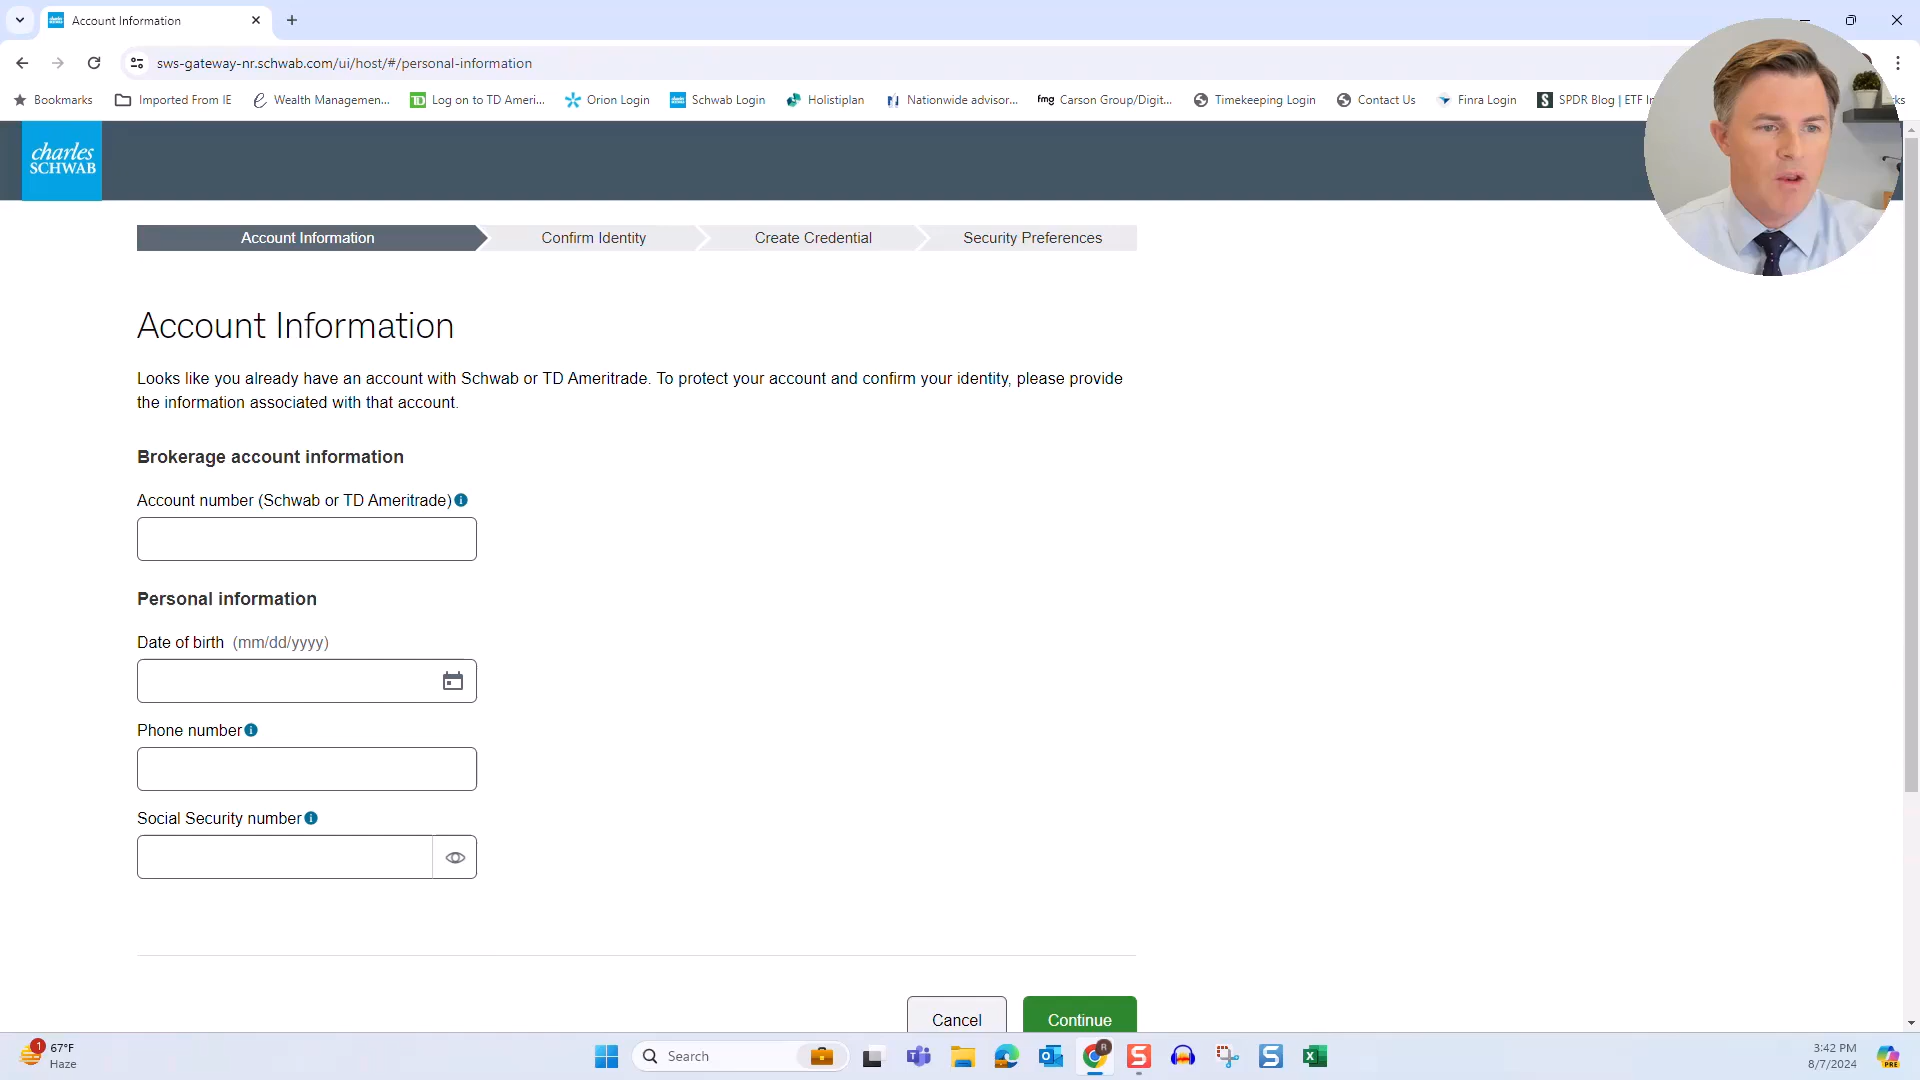 Account Information
sws-gateway-nr.schwab.com/ui/host/#/personal-information
Bookmarks Imported From IE Wealth Managemen... Log on to TD Ameri... Orion Login Schwab Login Holistiplan Nationwide advisor... Carson Group/Digit... Timekeeping Login Contact Us Finra Login SPDR Blog | ETF
charles
SCHWAB
Account Information Confirm Identity Create Credential Security Preferences
Account Information
Looks like you already have an account with Schwab or TD Ameritrade. To protect your account and confirm your identity, please provide
the information associated with that account.
Brokerage account information
Account number (Schwab or TD Ameritrade)
Personal information
Date of birth (mm/dd/yyyy)
Phone number
Social Security number
Cancel Continue
1 67°F
Haze
Search
3:42 PM
8/7/2024